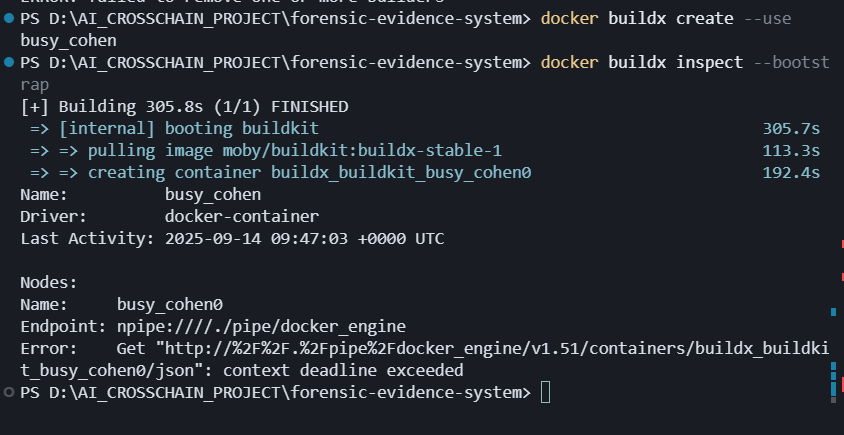 PS D:\AI_CROSSCHAIN_PROJECT\forensic-evidence-system> docker buildx create --use
busy_cohen
PS D:\AI_CROSSCHAIN_PROJECT\forensic-evidence-system> docker buildx inspect --bootst
rap
[+] Building 305.8s (1/1) FINISHED
=> [internal] booting buildkit 305.7s
=> => pulling image moby/buildkit:buildx-stable-1 113.3s
=> => creating container buildx_buildkit_busy_cohen0 192.4s
Name: busy_cohen
Driver: docker-container
Last Activity: 2025-09-14 09:47:03 +0000 UTC
Nodes:
Name: busy_cohen0
Endpoint: npipe:////./pipe/docker_engine
Error: Get "http://%2F%2F.%2Fpipe%2Fdocker_engine/v1.51/containers/buildx_buildki
t_busy_cohen0/json": context deadline exceeded
PS D:\AI_CROSSCHAIN_PROJECT\forensic-evidence-system>